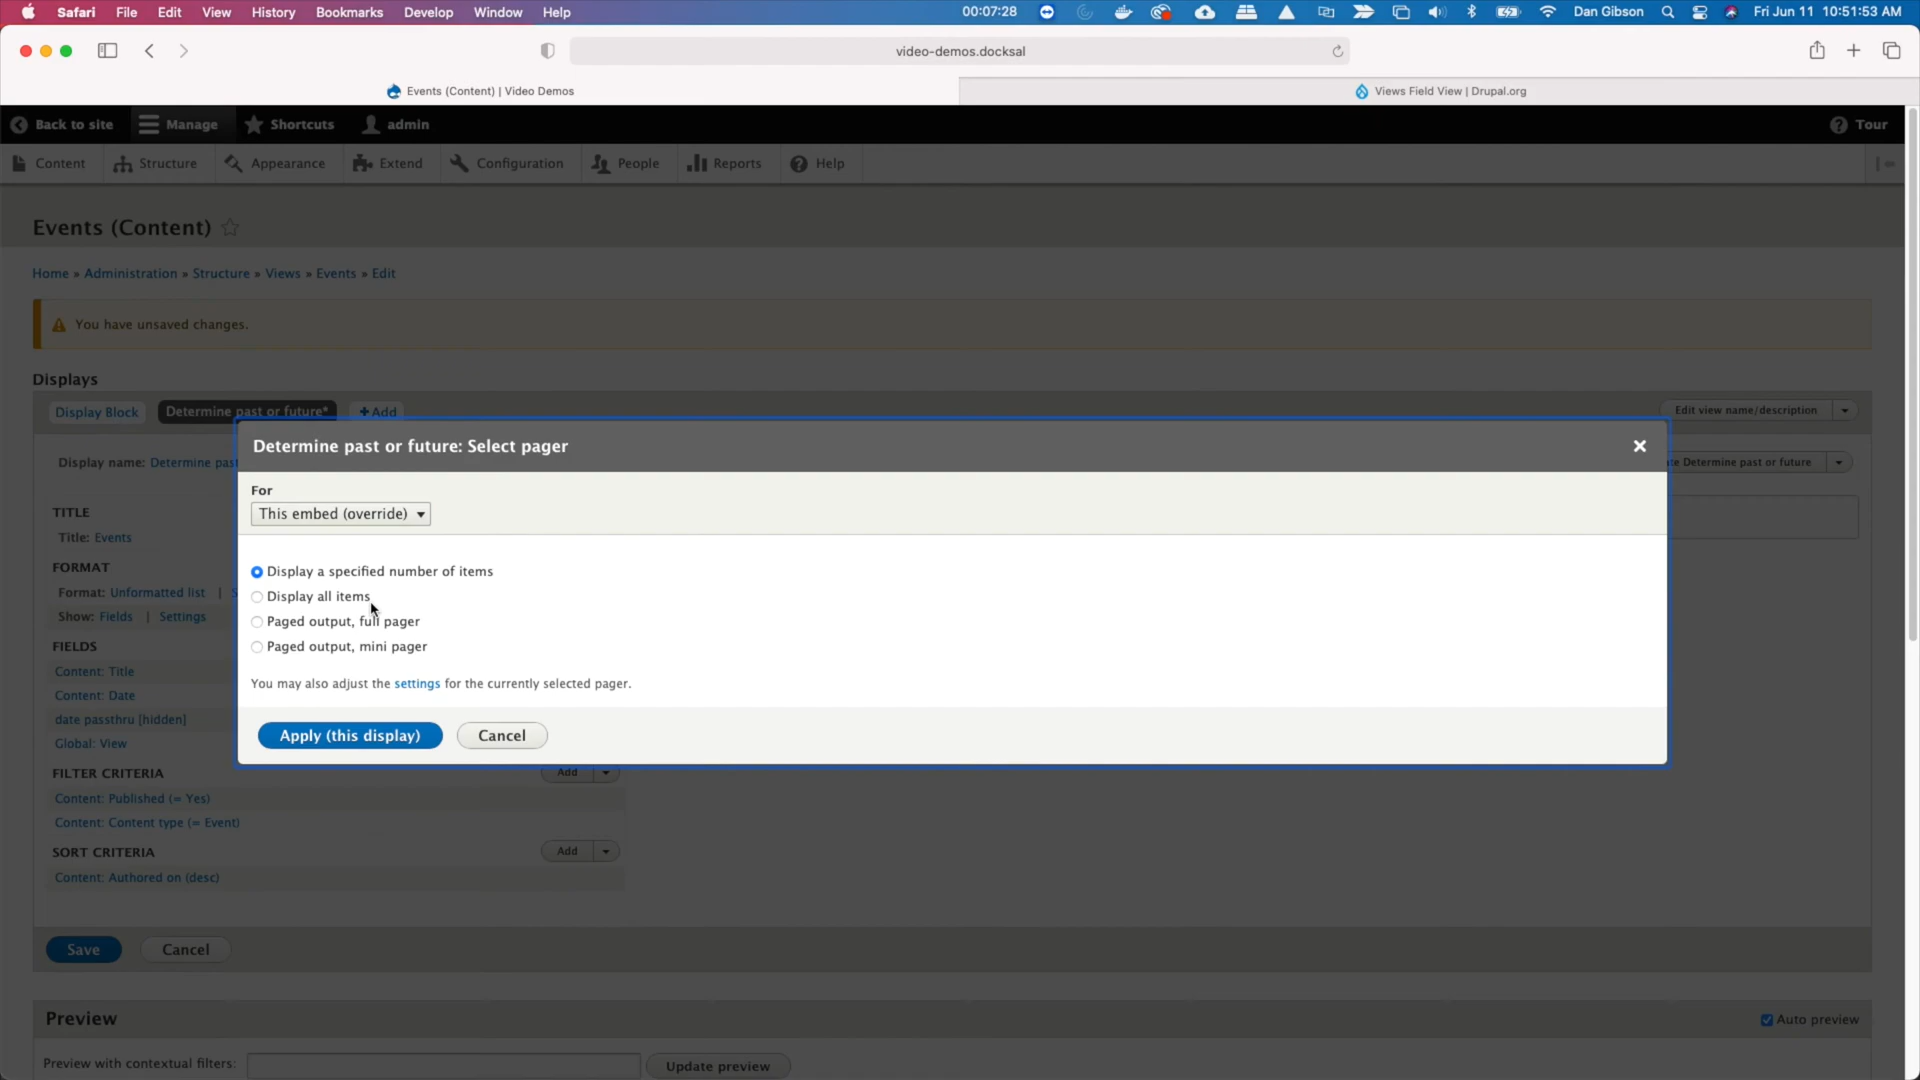 Safari File Edit View History Bookmarks Develop Window Help 00:07:28 Dan Gibson Fri Jun 11 10:51:53 AM
video-demos.docksal
Events (Content) | Video Demos
Views Field View | Drupal.org
Back to site Manage Shortcuts admin Tour
Content Structure Appearance Extend Configuration People Reports Help
Events (Content)
Home » Administration » Structure » Views » Events » Edit
You have unsaved changes.
Displays
Display Block Determine past or future* + Add Edit view name/description
Determine past or future: Select pager
Display name: Determine past
Determine past or future
For
This embed (override)
TITLE
Title: Events
FORMAT
Format: Unformatted list |
Show: Fields | Settings
FIELDS
Content: Title
Content: Date
date passthru [hidden]
Global: View
Display a specified number of items
Display all items
Paged output, full pager
Paged output, mini pager
You may also adjust the settings for the currently selected pager.
Apply (this display) Cancel
FILTER CRITERIA Add
Content: Published (= Yes)
Content: Content type (= Event)
SORT CRITERIA Add
Content: Authored on (desc)
Save Cancel
Preview Auto preview
Preview with contextual filters: Update preview